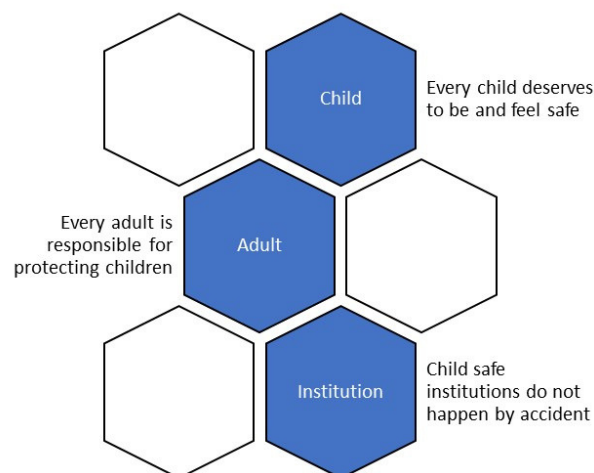 Child
Every child deserves
to be and feel safe
Every adult is
responsible for
protecting children
Adult
Institution
Child safe
institutions do not
happen by accident